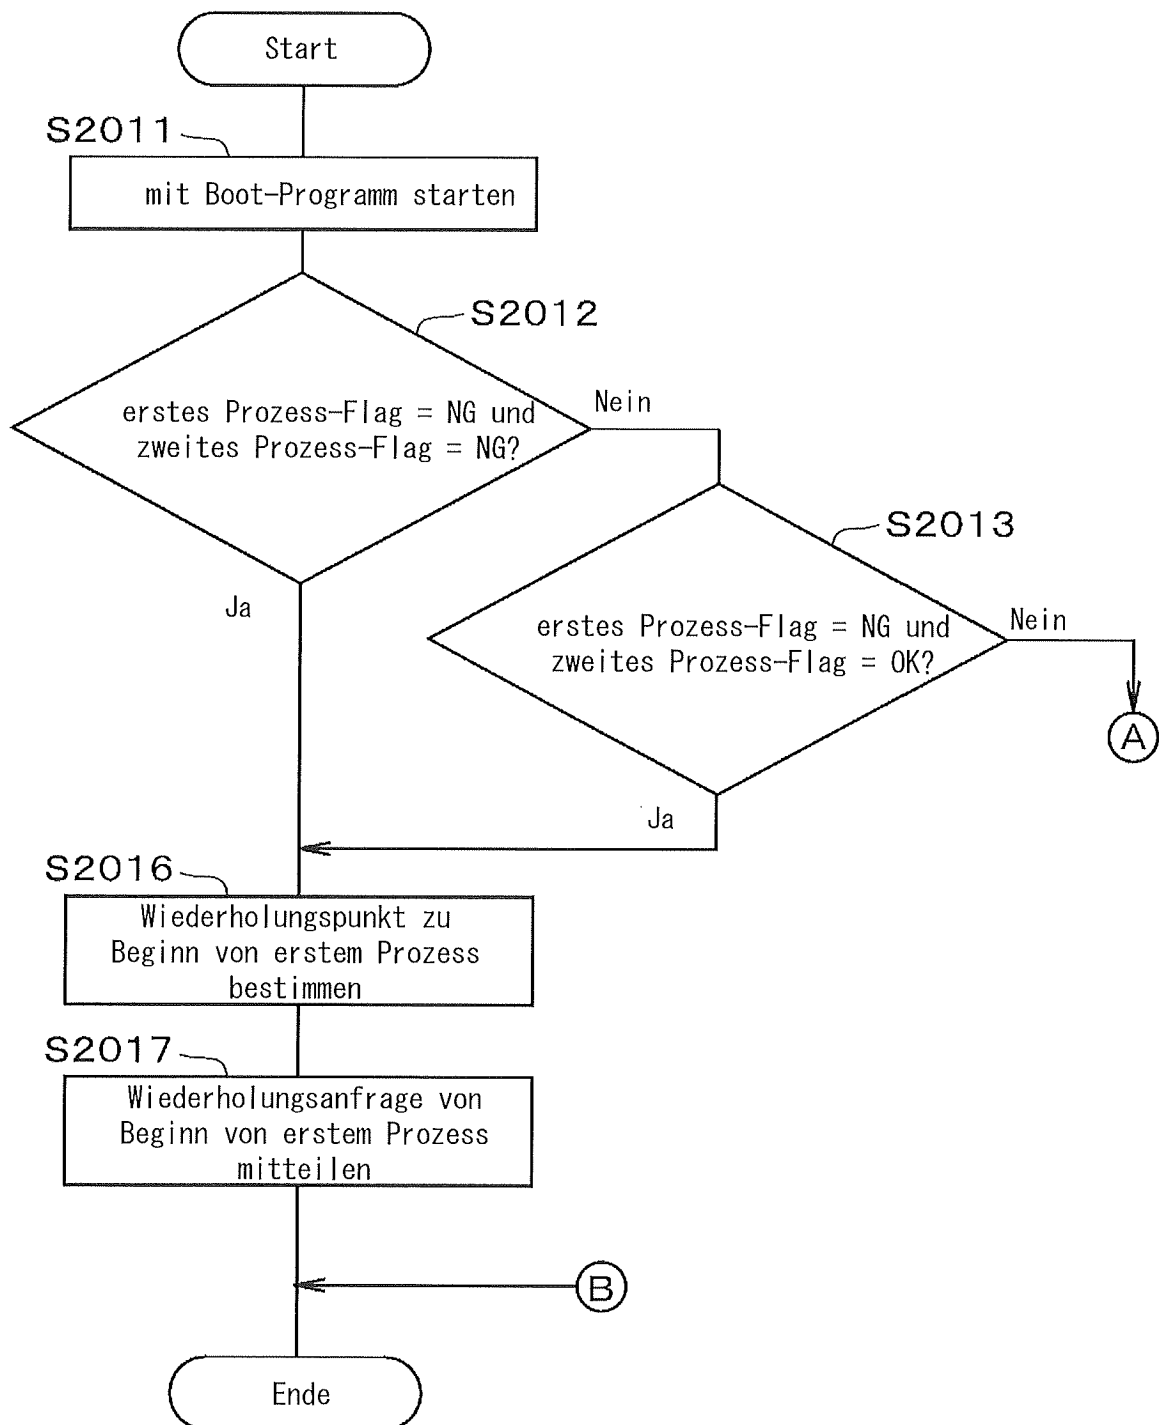 Start
S2011
mit Boot-Programm starten
S2012
erstes Prozess-Flag = NG und
zweites Prozess-Flag = NG?
Nein
Ja
S2013
erstes Prozess-Flag = NG und
zweites Prozess-Flag = OK?
Nein
A
Ja
S2016
Wiederholungspunkt zu
Beginn von erstem Prozess
bestimmen
S2017
Wiederholungsanfrage von
Beginn von erstem Prozess
mitteilen
B
Ende